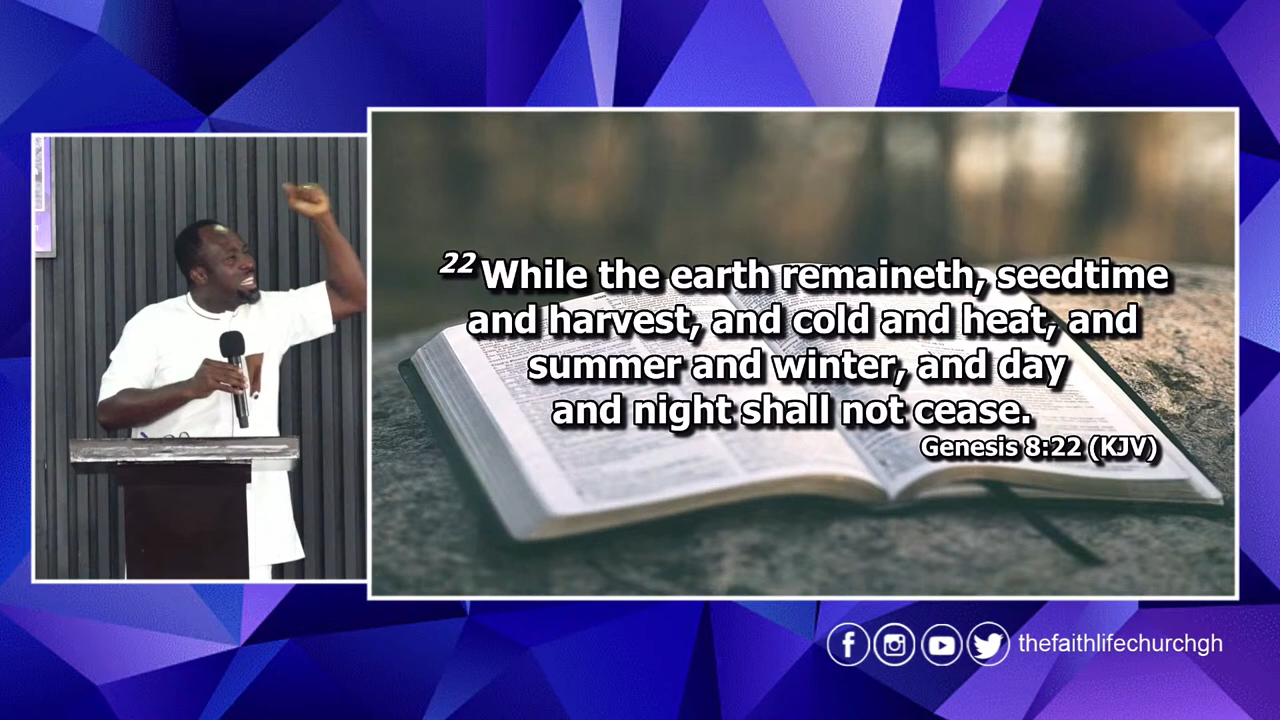 22 While the earth remaineth, seedtime
and harvest, and cold and heat, and
summer and winter, and day
and night shall not cease.
Genesis 8:22 (KJV)
thefaithlifechurchgh